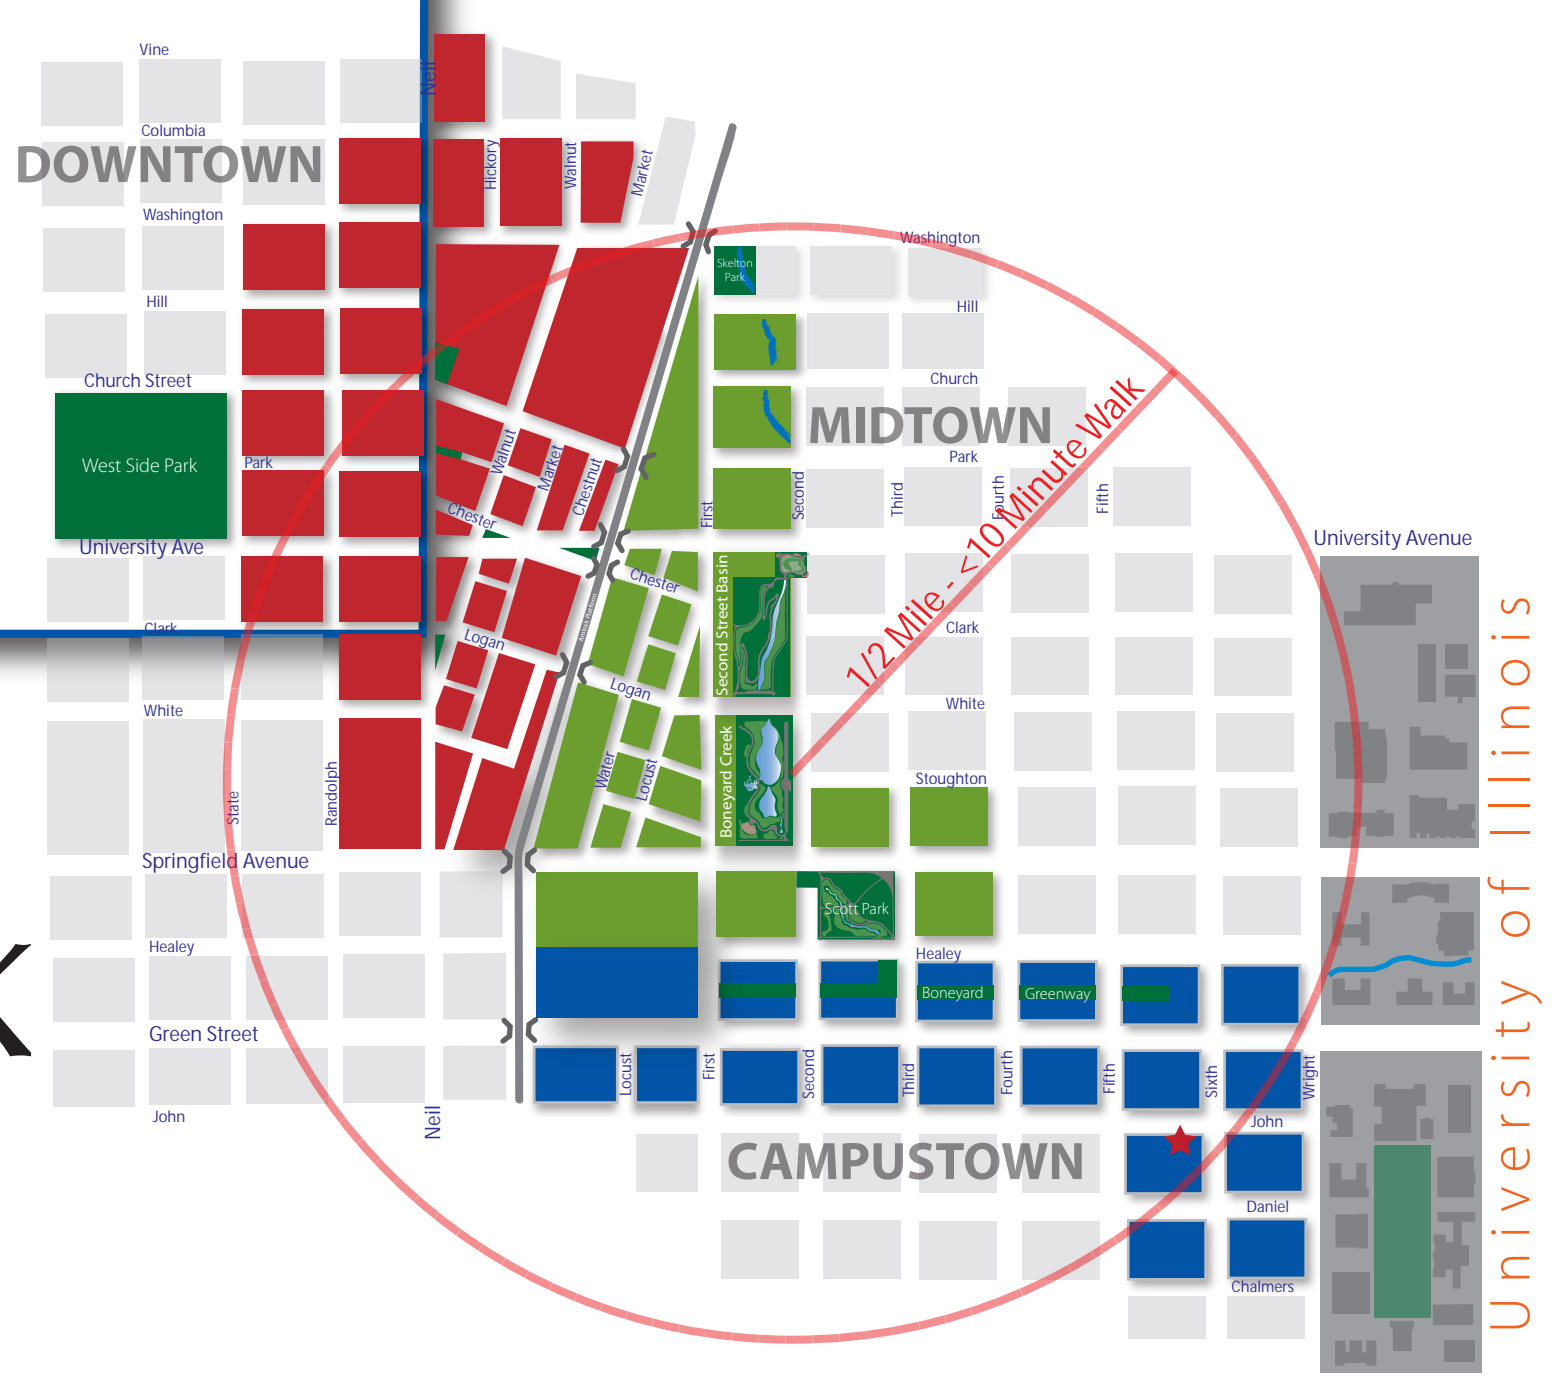 Vine
Neil
Columbia
DOWNTOWN
Hickory
Walnut
Market
Washington
Washington
Skelton
Park
Hill
Hill
Church Street
Church
MIDTOWN
West Side Park
Park
Walnut
Market
Chestnut
Chester
Park
First
Second
Third
Fourth
Fifth
1/2 Mile - <10 Minute Walk
University Ave
University Avenue
Chester
Second Street Basin
Amtrak Platform
Clark
Clark
Logan
Logan
White
White
State
Randolph
Water
Locust
Boneyard Creek
Stoughton
Springfield Avenue
Scott Park
Healey
Healey
Boneyard
Greenway
Green Street
Locust
First
Second
Third
Fourth
Fifth
Sixth
Wright
John
Neil
John
CAMPUSTOWN
Daniel
Chalmers
University of Illinois
K